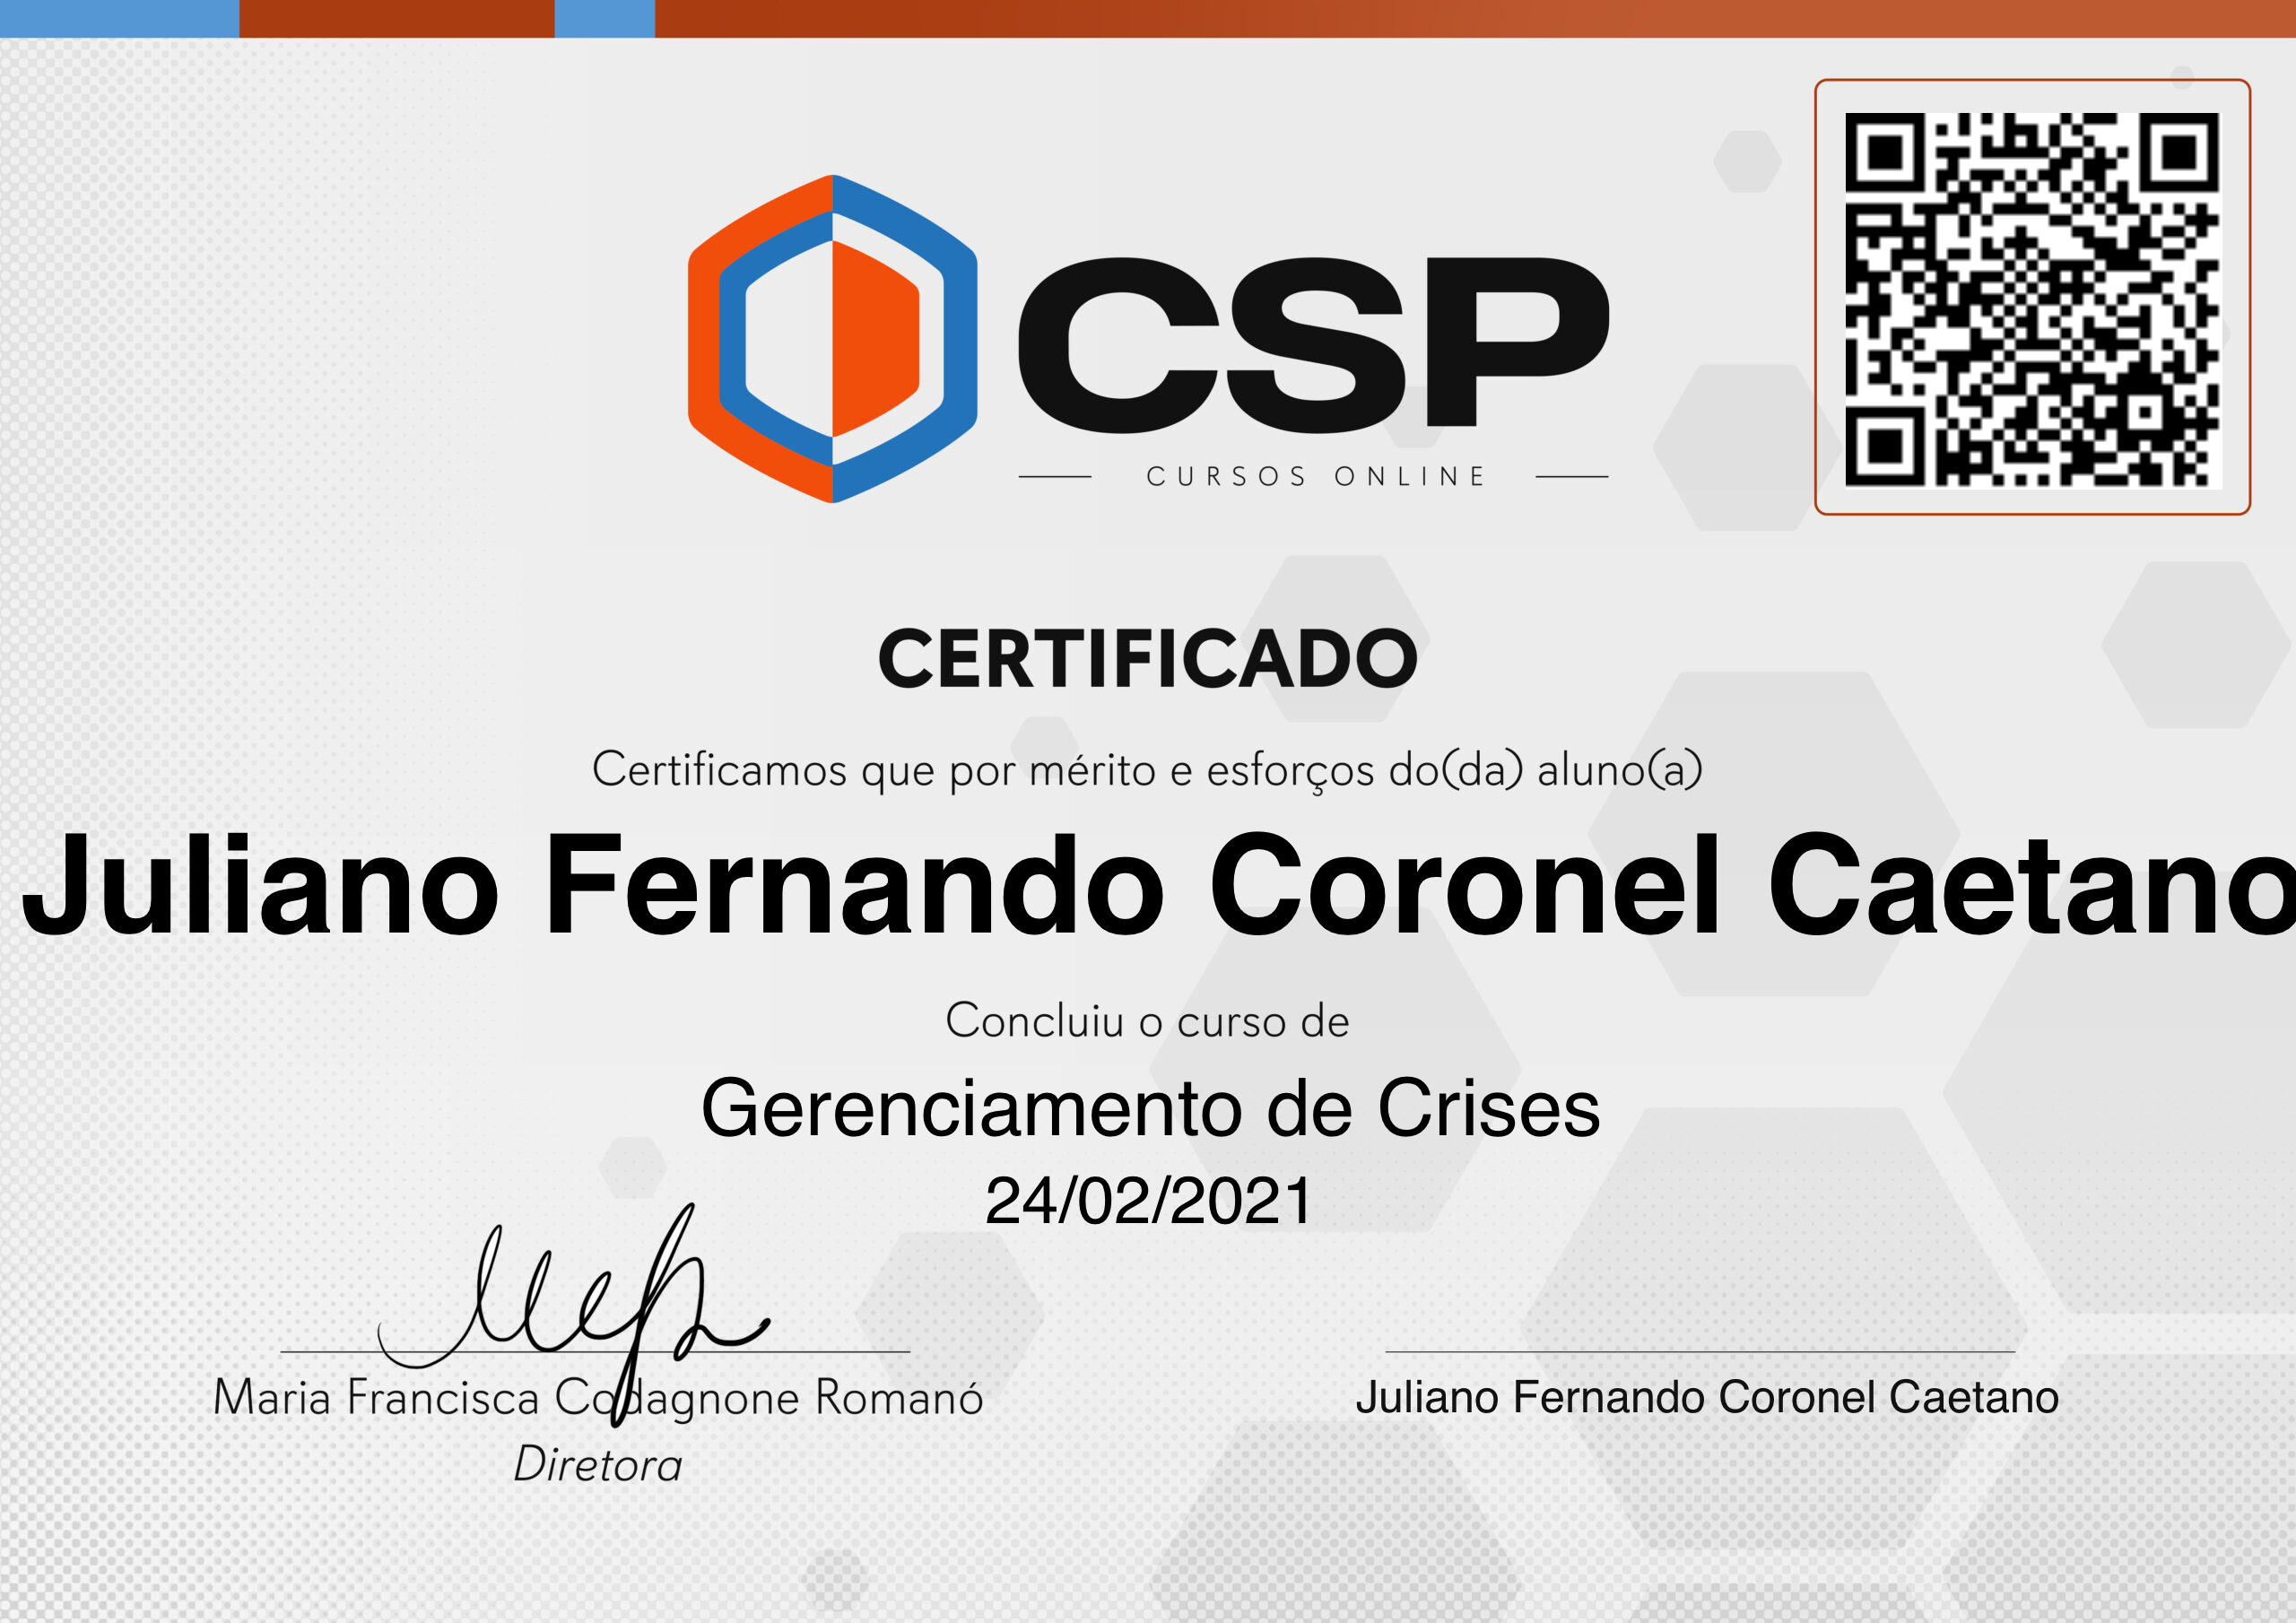 CSP
CURSOS ONLINE
CERTIFICADO
Certificamos que por mérito e esforços do(da) aluno(a)
Juliano Fernando Coronel Caetano
Concluiu o curso de
Gerenciamento de Crises
24/02/2021
Maria Francisca Codagnone Romanó
Diretora
Juliano Fernando Coronel Caetano